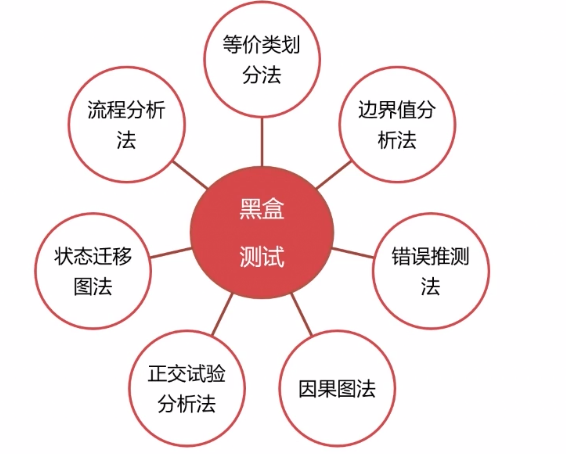 等价类划
分法
流程分析
法
边界值分
析法
黑盒
测试
状态迁移
图法
错误推测
法
正交试验
分析法
因果图法